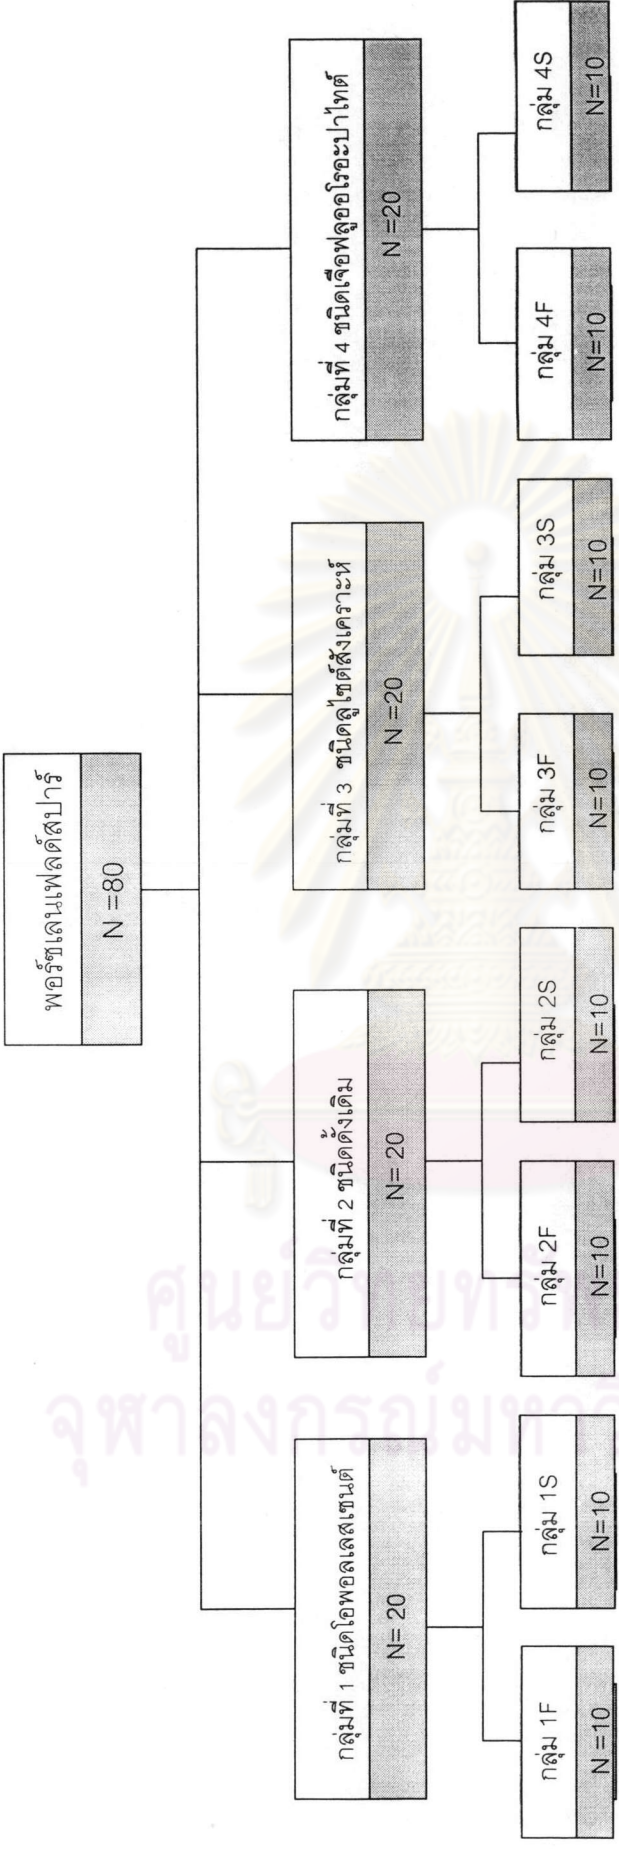 พอร์ซเลนเฟลด์สปาร์
N =80
กลุ่มที่ 1 ชนิดโอพอลเลสเซนต์
N= 20
กลุ่มที่ 2 ชนิดดั้งเดิม
N= 20
กลุ่มที่ 3 ชนิดลูไซต์สังเคราะห์
N =20
กลุ่มที่ 4 ชนิดเจือฟลูออโรอะปาไทต์
N =20
กลุ่ม 1F
N =10
กลุ่ม 1S
N=10
กลุ่ม 2F
N=10
กลุ่ม 2S
N=10
กลุ่ม 3F
N=10
กลุ่ม 3S
N=10
กลุ่ม 4F
N=10
กลุ่ม 4S
N=10